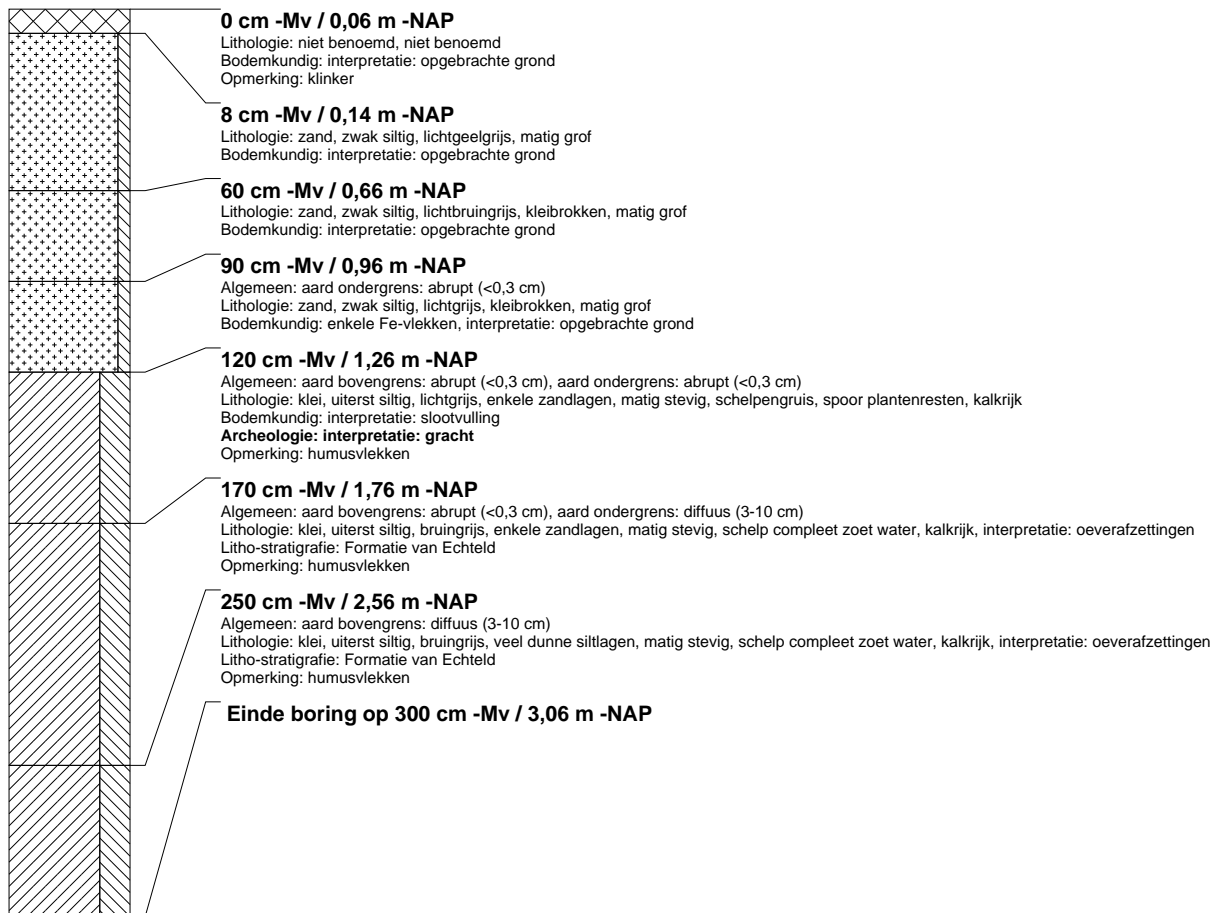 0 cm -Mv / 0,06 m -NAP
Lithologie: niet benoemd, niet benoemd
Bodemkundig: interpretatie: opgebrachte grond
Opmerking: klinker
8 cm -Mv / 0,14 m -NAP
Lithologie: zand, zwak siltig, lichtgeelgrijs, matig grof
Bodemkundig: interpretatie: opgebrachte grond
60 cm -Mv / 0,66 m -NAP
Lithologie: zand, zwak siltig, lichtbruingrijs, kleibrokken, matig grof
Bodemkundig: interpretatie: opgebrachte grond
90 cm -Mv / 0,96 m -NAP
Algemeen: aard ondergrens: abrupt (<0,3 cm)
Lithologie: zand, zwak siltig, lichtgrijs, kleibrokken, matig grof
Bodemkundig: enkele Fe-vlekken, interpretatie: opgebrachte grond
120 cm -Mv / 1,26 m -NAP
Algemeen: aard bovengrens: abrupt (<0,3 cm), aard ondergrens: abrupt (<0,3 cm)
Lithologie: klei, uiterst siltig, lichtgrijs, enkele zandlagen, matig stevig, schelpengruis, spoor plantenresten, kalkrijk
Bodemkundig: interpretatie: slootvulling
Archeologie: interpretatie: gracht
Opmerking: humusvlekken
170 cm -Mv / 1,76 m -NAP
Algemeen: aard bovengrens: abrupt (<0,3 cm), aard ondergrens: diffuus (3-10 cm)
Lithologie: klei, uiterst siltig, bruingrijs, enkele zandlagen, matig stevig, schelp compleet zoet water, kalkrijk, interpretatie: oeverafzettingen
Litho-stratigrafie: Formatie van Echteld
Opmerking: humusvlekken
250 cm -Mv / 2,56 m -NAP
Algemeen: aard bovengrens: diffuus (3-10 cm)
Lithologie: klei, uiterst siltig, bruingrijs, veel dunne siltlagen, matig stevig, schelp compleet zoet water, kalkrijk, interpretatie: oeverafzettingen
Litho-stratigrafie: Formatie van Echteld
Opmerking: humusvlekken
Einde boring op 300 cm -Mv / 3,06 m -NAP